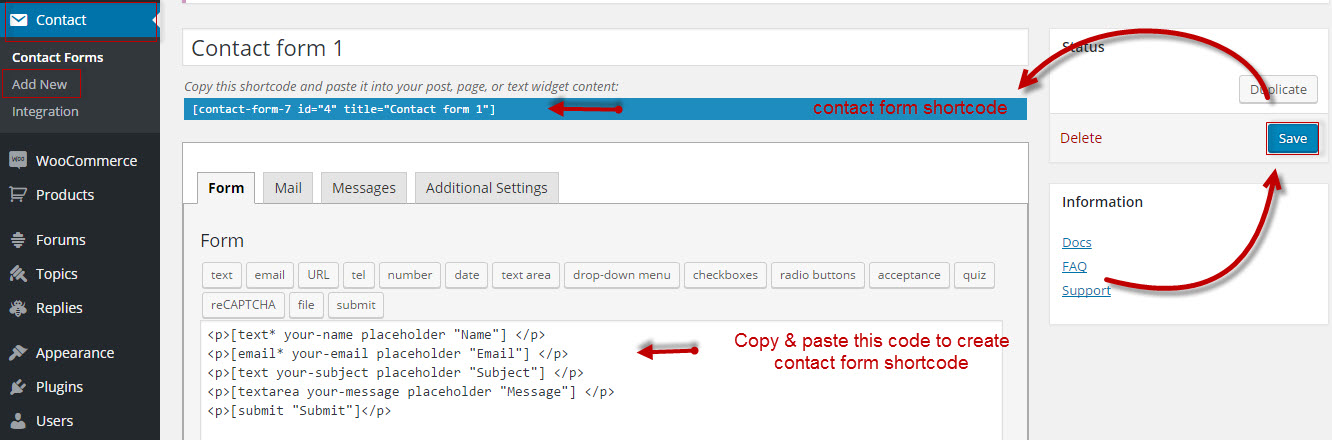 Contact
Contact Forms
Add New
Integration
WooCommerce
Products
Forums
Topics
Replies
Appearance
Plugins
Users
Contact form 1
Copy this shortcode and paste it into your post, page, or text widget content:
[contact-form-7 id="4" title="Contact form 1"]
contact form shortcode
Form Mail Messages Additional Settings
Form
text email URL tel number date text area drop-down menu checkboxes radio buttons acceptance quiz
reCAPTCHA file submit
<p>[text* your-name placeholder "Name"] </p>
<p>[email* your-email placeholder "Email"] </p>
<p>[text your-subject placeholder "Subject"] </p>
<p>[textarea your-message placeholder "Message"] </p>
<p>[submit "Submit"]</p>
Copy & paste this code to create
contact form shortcode
Status
Duplicate
Delete Save
Information
Docs
FAQ
Support